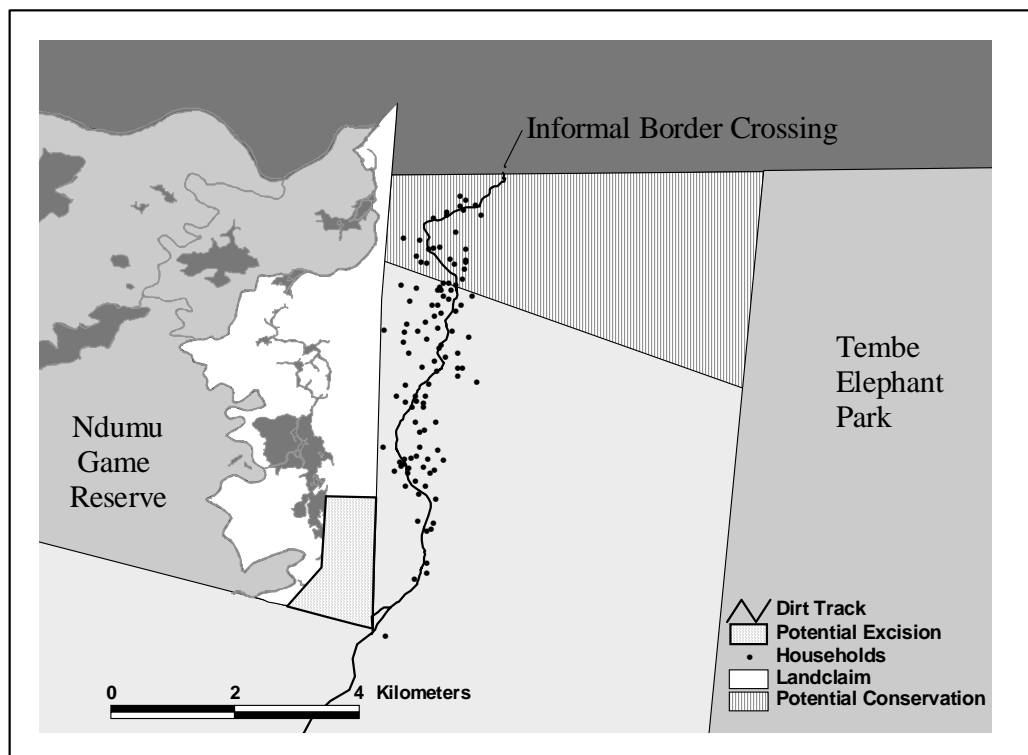 Informal Border Crossing
Tembe
Elephant
Park
Ndumu
Game
Reserve
Dirt Track
Potential Excision
Households
Landclaim
Potential Conservation
0 2 4 Kilometers